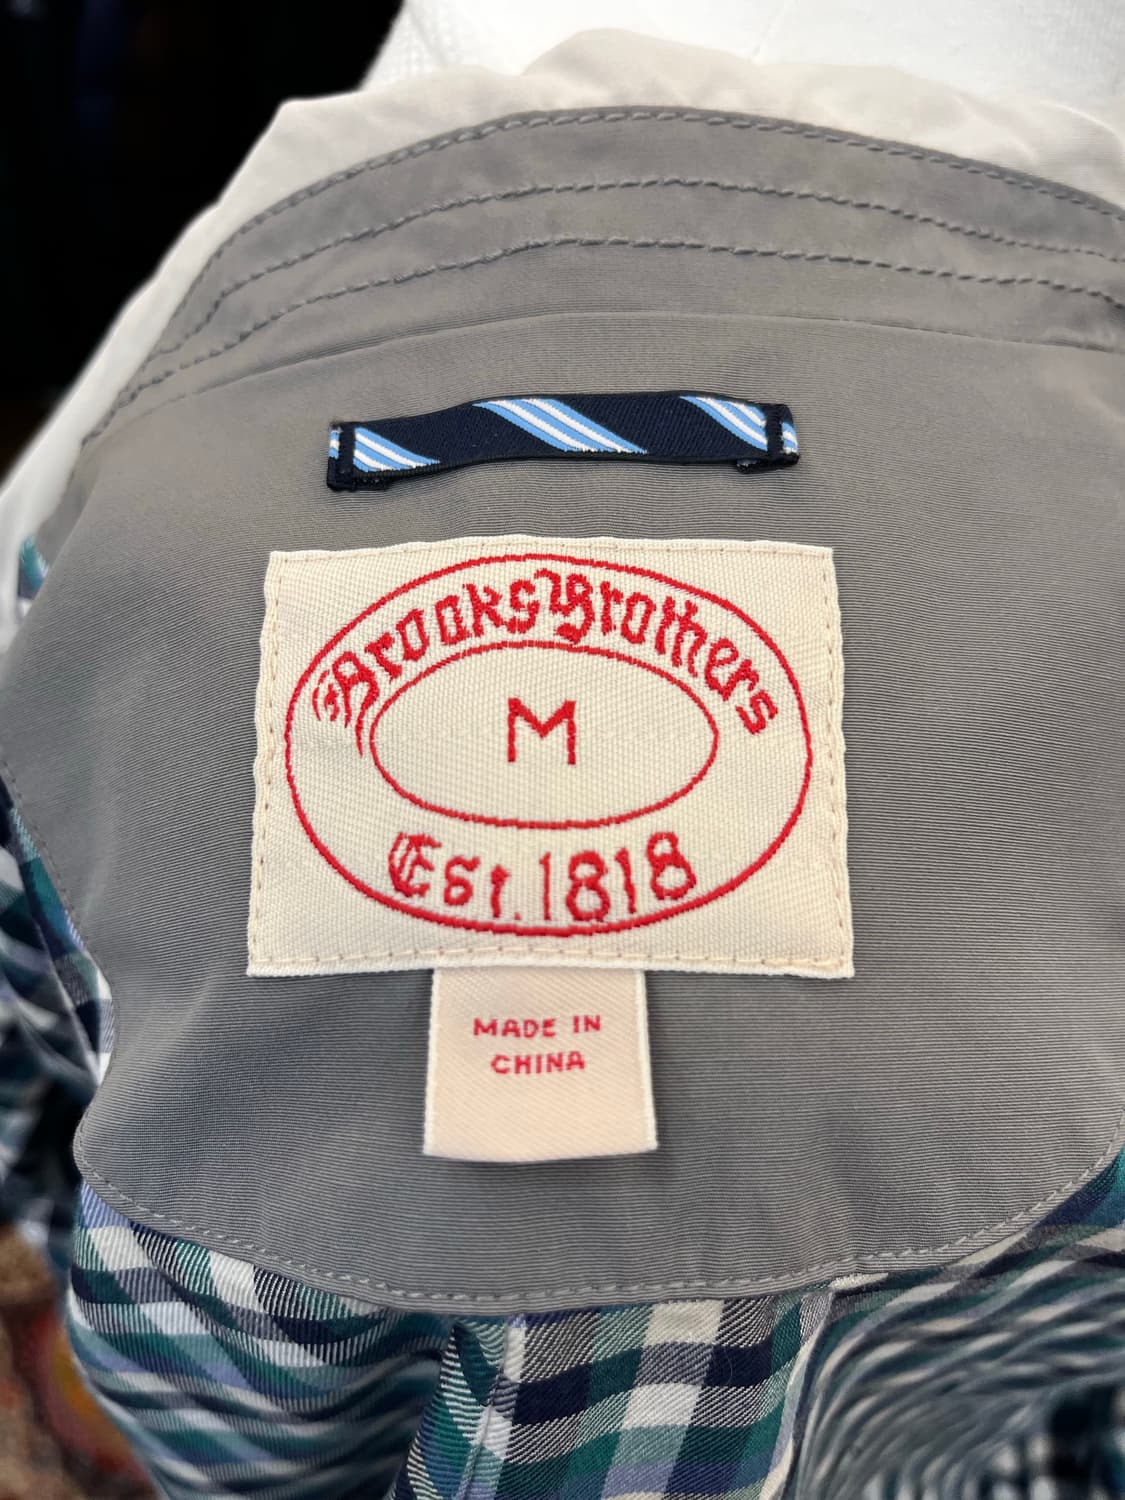 Brooks Brothers
M
Est. 1818
MADE IN
CHINA